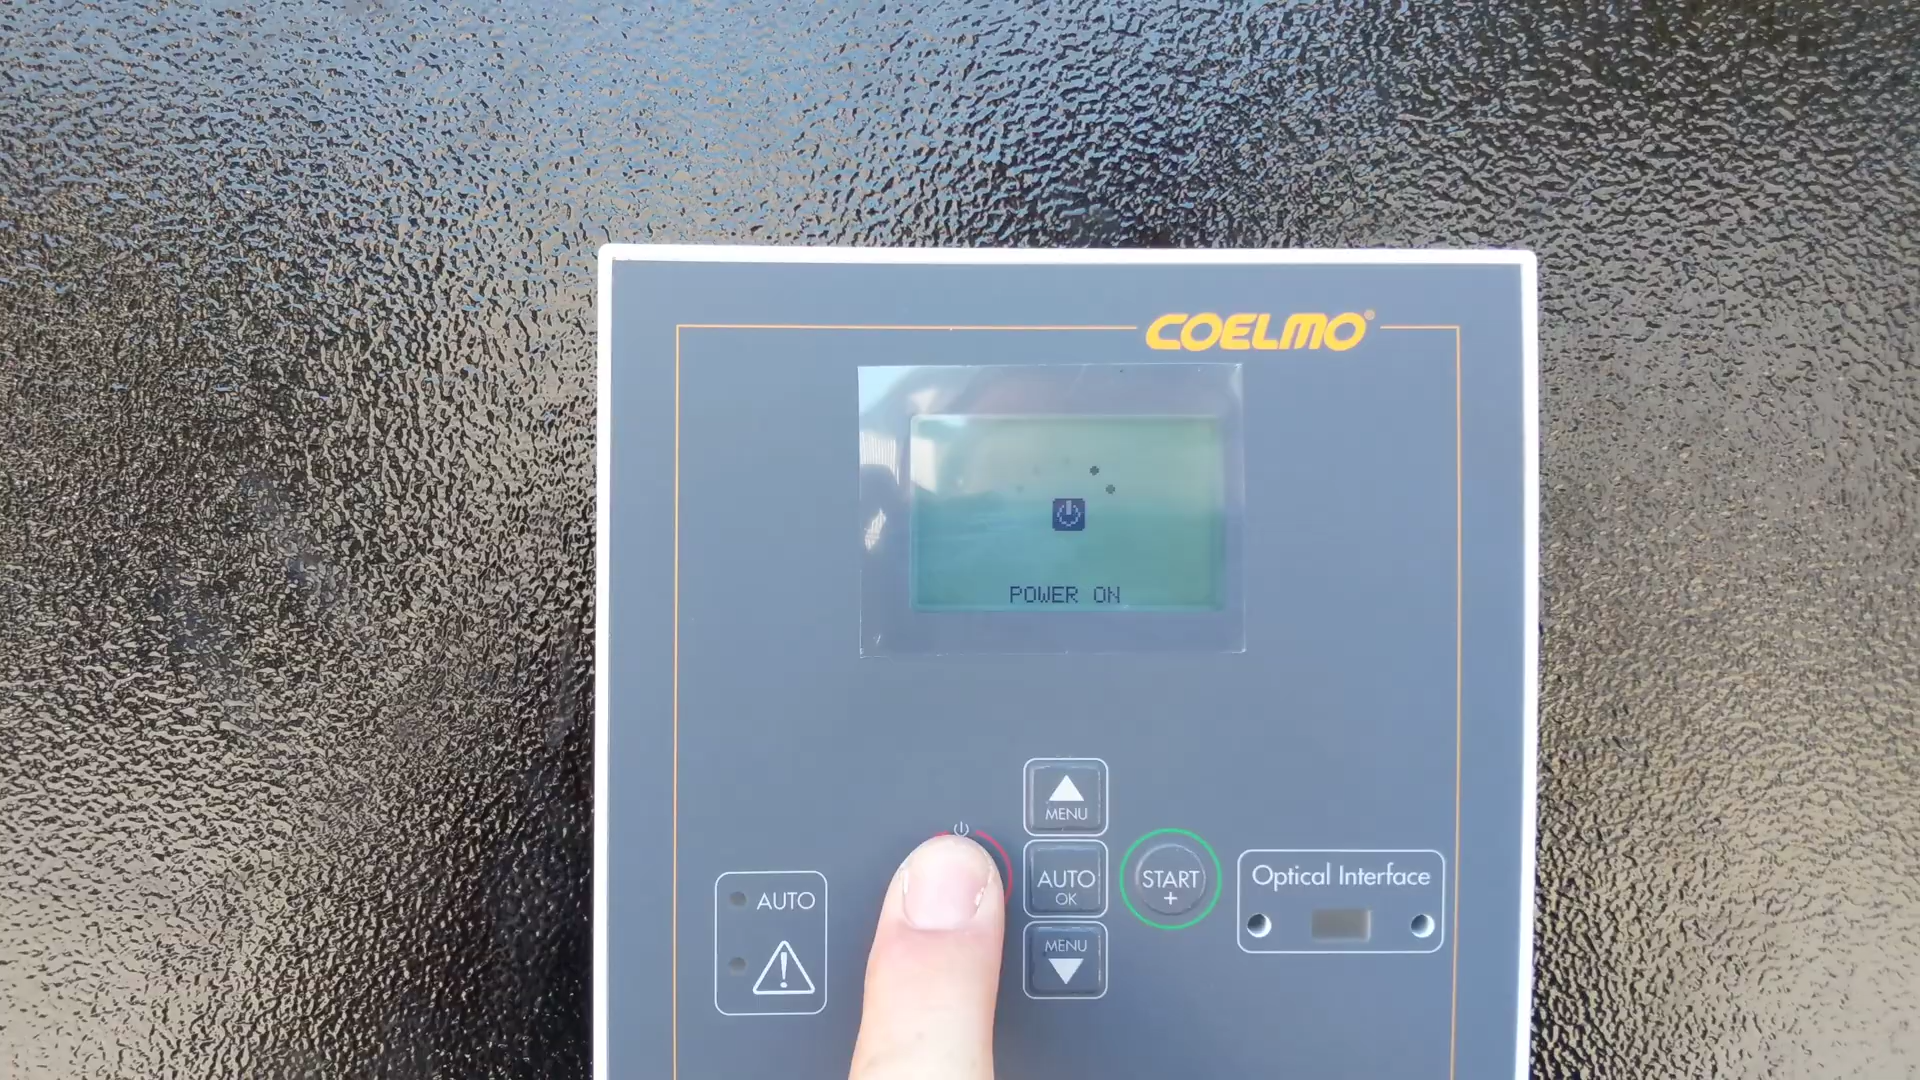 COELMO®
POWER ON
MENU
AUTO
OK
MENU
START
+
AUTO
Optical Interface